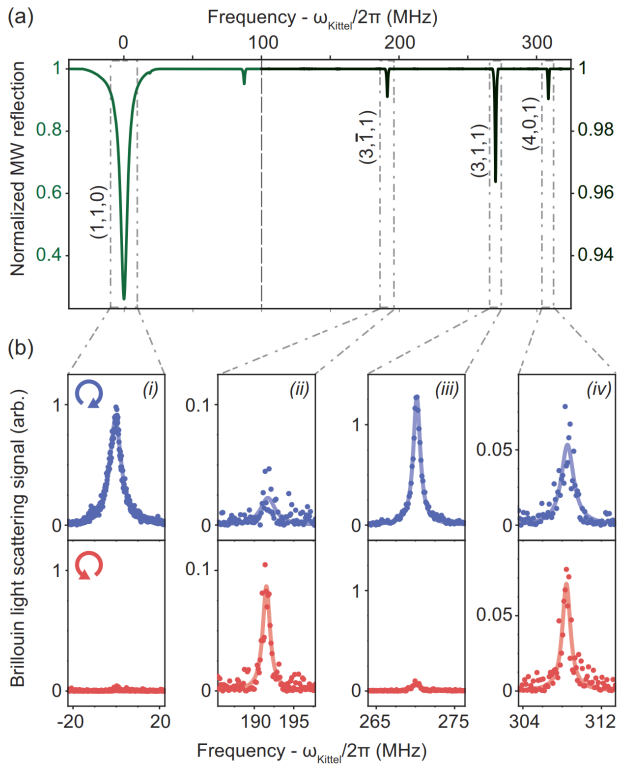 (a)
Frequency - ω_Kittel/2π (MHz)
0 100 200 300
Normalized MW reflection
1 0.8 0.6 0.4
(1,1,0)
(3,1̄,1)
(3,1,1)
(4,0,1)
1 0.98 0.96 0.94
(b)
Brillouin light scattering signal (arb.)
(i) (ii) (iii) (iv)
1 0 0.1 0 1 0 0.05 0
1 0 0.1 0 1 0 0.05 0
-20 20 190 195 265 275 304 312
Frequency - ω_Kittel/2π (MHz)